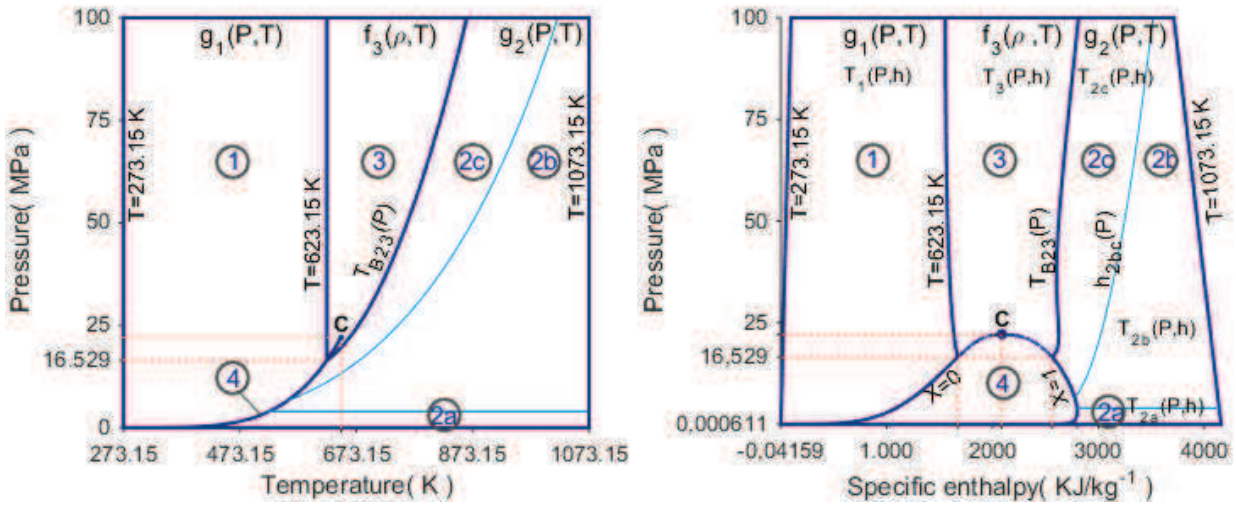 100
75
50
25
16.529
0
Pressure( MPa )
g1(P,T)
f3(ρ,T)
g2(P,T)
T=273.15 K
T=623.15 K
TB23(P)
T=1073.15 K
1
3
2c
2b
C
4
2a
273.15
473.15
673.15
873.15
1073.15
Temperature( K )
100
75
50
25
16,529
0,000611
Pressure( MPa )
g1(P,T)
f3(ρ,T)
g2(P,T)
T1(P,h)
T3(P,h)
T2c(P,h)
T=273.15 K
T=623.15 K
TB23(P)
h2bc(P)
T=1073.15 K
1
3
2c
2b
C
T2b(P,h)
X=0
4
X=1
2a
T2a(P,h)
-0,04159
1.000
2000
3000
4000
Specific enthalpy( KJ/kg-1 )